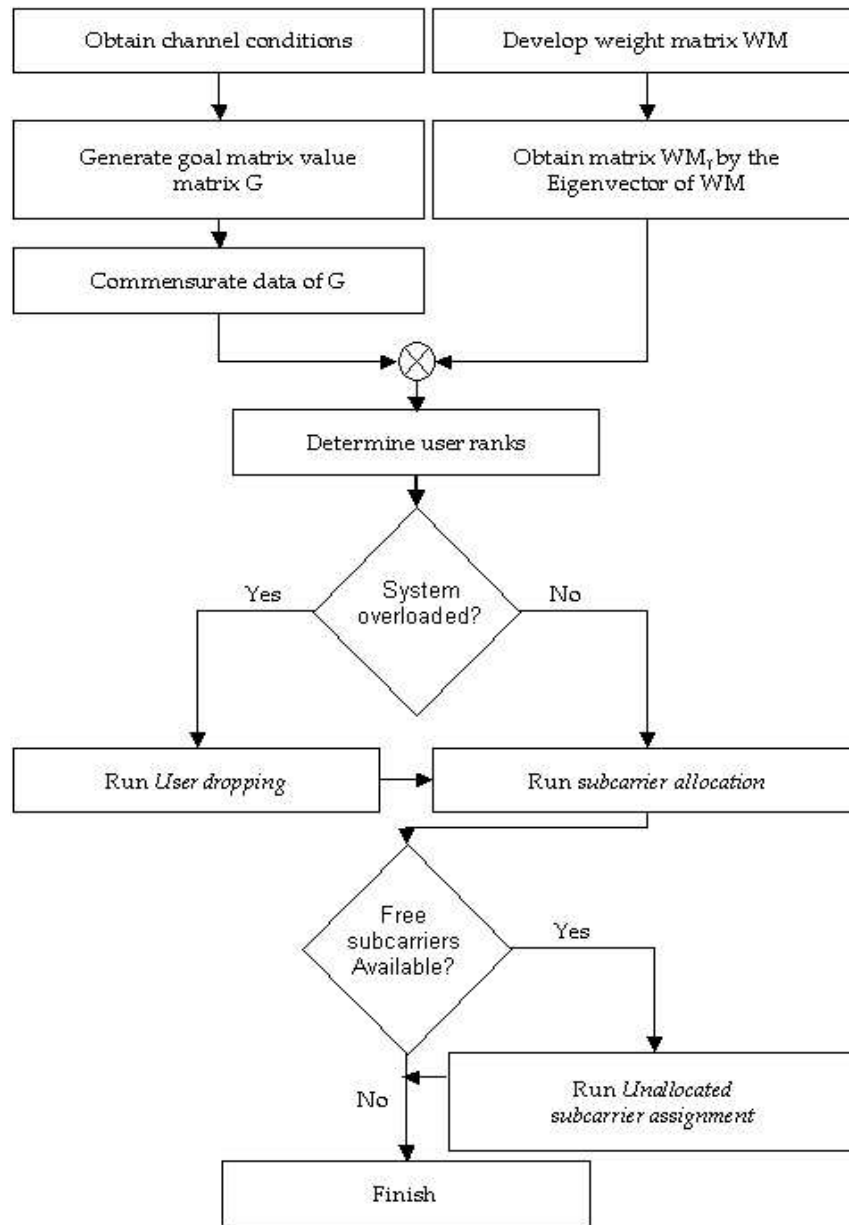 Obtain channel conditions
Develop weight matrix WM
Generate goal matrix value
matrix G
Obtain matrix WMᵧ by the
Eigenvector of WM
Commensurate data of G
Determine user ranks
System
overloaded?
Yes
No
Run User dropping
Run subcarrier allocation
Free
subcarriers
Available?
Yes
No
Run Unallocated
subcarrier assignment
Finish